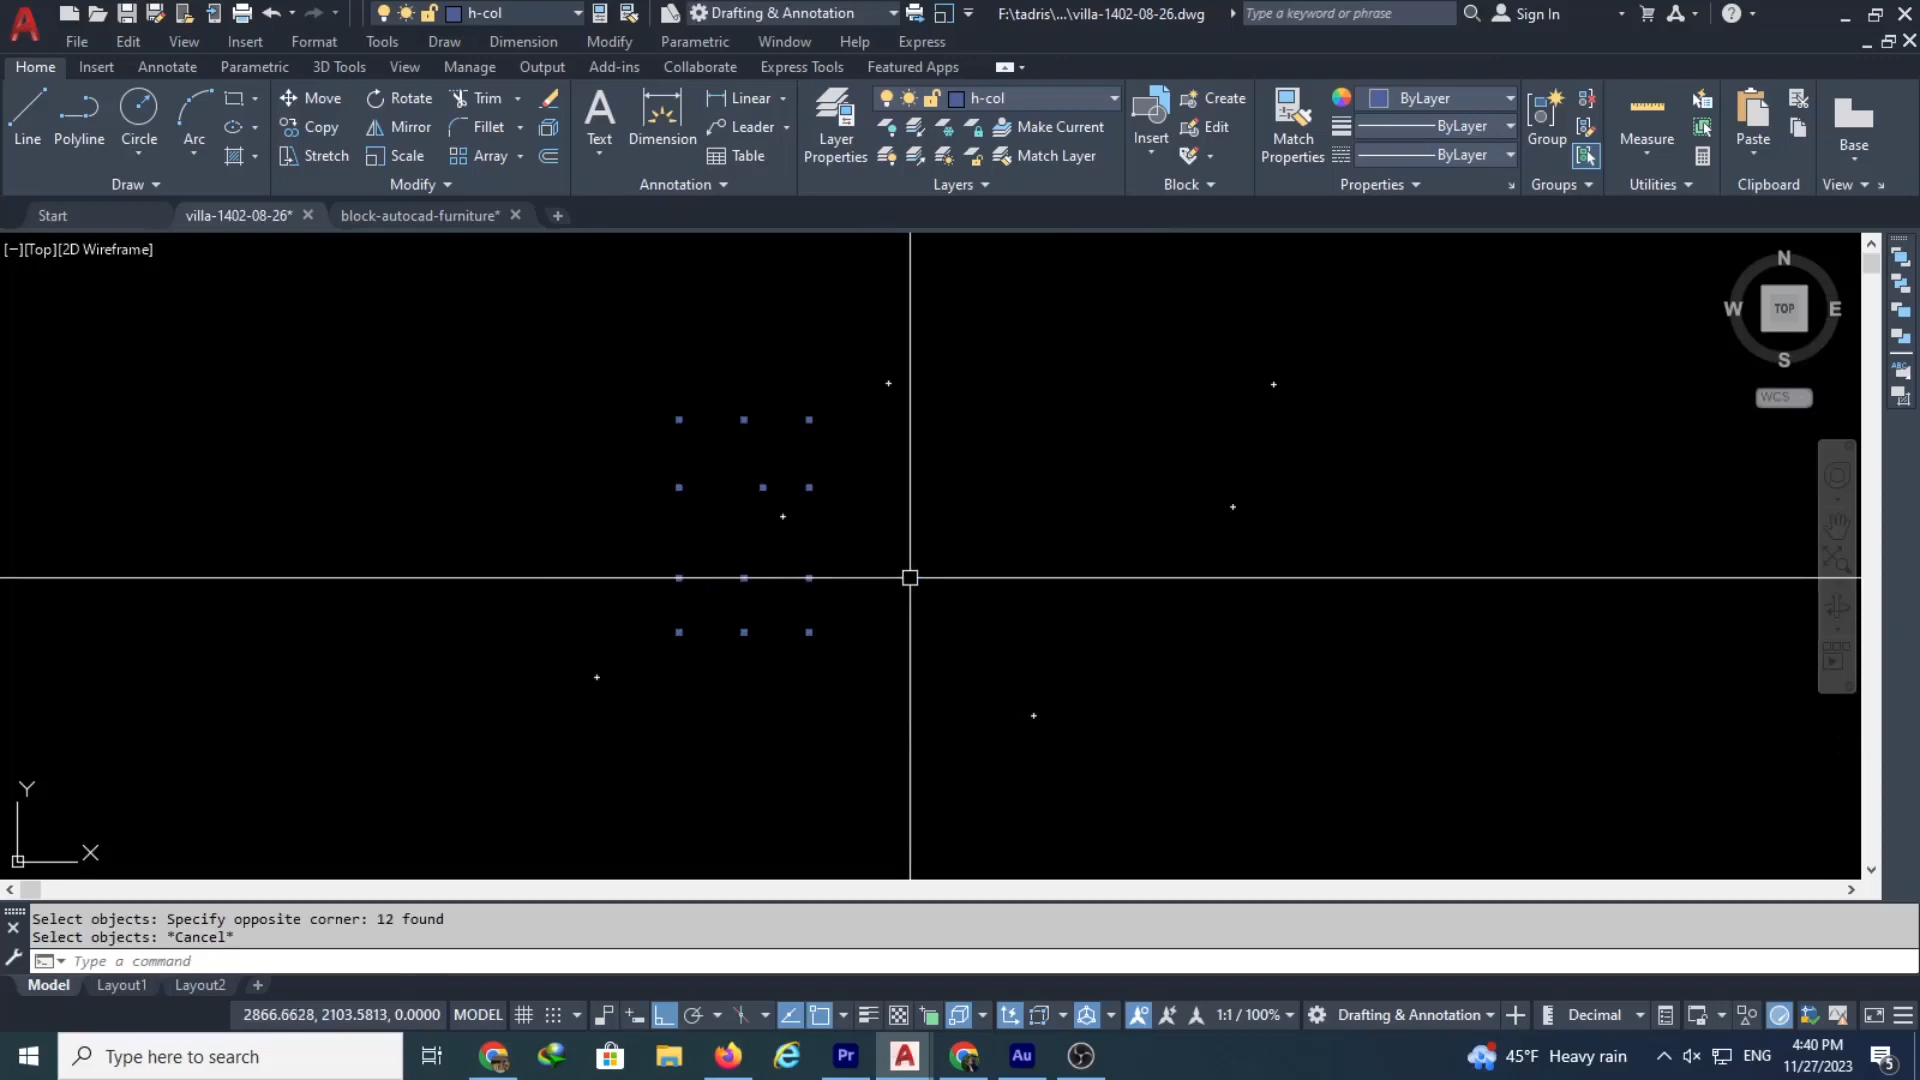 h-col
Drafting & Annotation
F:\tadris\...\villa-1402-08-26.dwg
Type a keyword or phrase
Sign In
File Edit View Insert Format Tools Draw Dimension Modify Parametric Window Help Express
Home Insert Annotate Parametric 3D Tools View Manage Output Add-ins Collaborate Express Tools Featured Apps
Line Polyline Circle Arc
Move Rotate Trim
Copy Mirror Fillet
Stretch Scale Array
Text Dimension
Linear
Leader
Table
Layer Properties
h-col
Make Current
Match Layer
Insert
Create
Edit
Match Properties
ByLayer
ByLayer
ByLayer
Group
Measure
Paste
Base
Draw Modify Annotation Layers Block Properties Groups Utilities Clipboard View
Start villa-1402-08-26* block-autocad-furniture*
[−][Top][2D Wireframe]
N
W TOP E
S
WCS
Y
X
Select objects: Specify opposite corner: 12 found
Select objects: *Cancel*
Type a command
Model Layout1 Layout2
2866.6628, 2103.5813, 0.0000 MODEL 1:1 / 100% Drafting & Annotation Decimal
Type here to search
Pr
A
Au
45°F Heavy rain
ENG
4:40 PM
11/27/2023
5